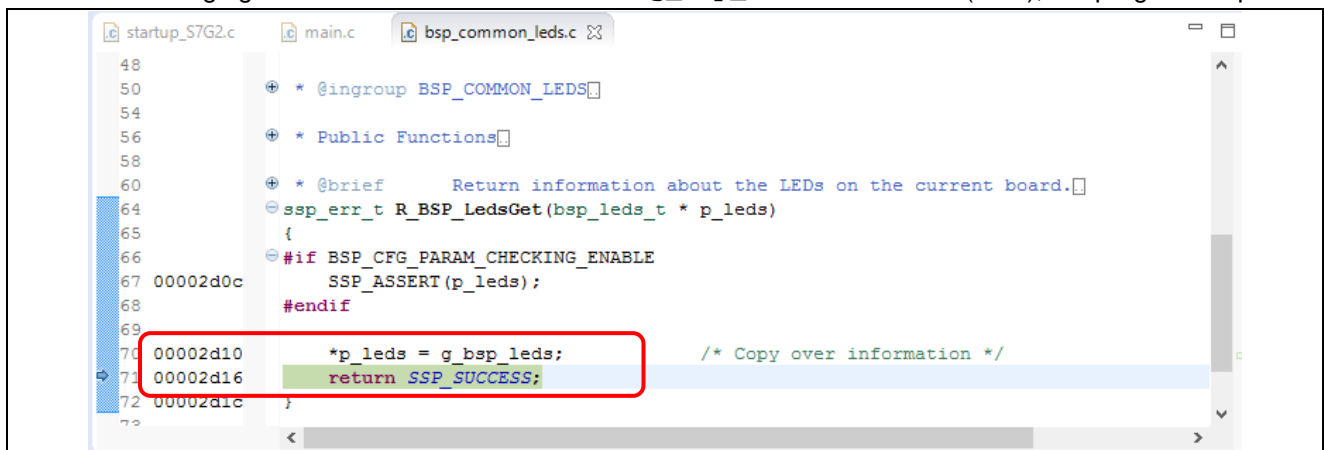 startup_S7G2.c main.c bsp_common_leds.c
48
50 * @ingroup BSP_COMMON_LEDS
54
56 * Public Functions
58
60 * @brief Return information about the LEDs on the current board.
64 ssp_err_t R_BSP_LedsGet(bsp_leds_t * p_leds)
65 {
66 #if BSP_CFG_PARAM_CHECKING_ENABLE
67 00002d0c SSP_ASSERT(p_leds);
68 #endif
69
70 00002d10 *p_leds = g_bsp_leds; /* Copy over information */
71 00002d16 return SSP_SUCCESS;
72 00002d1c }
73